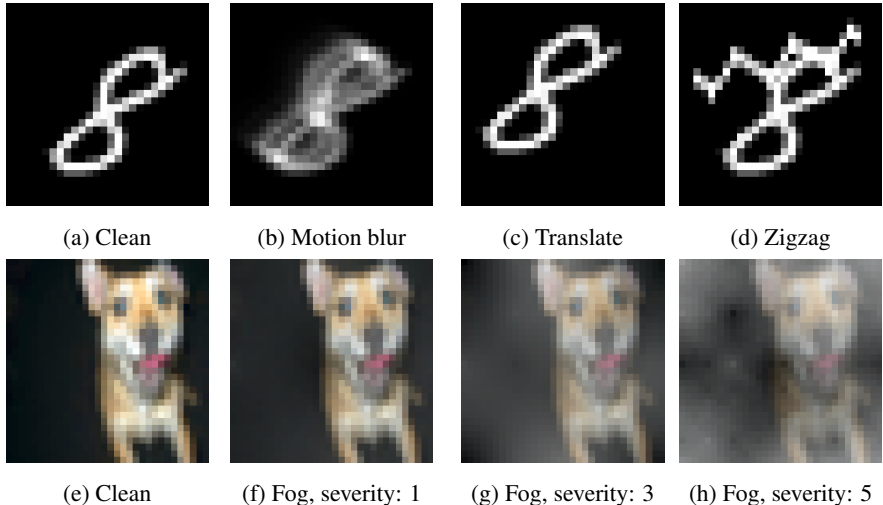 (a) Clean
(b) Motion blur
(c) Translate
(d) Zigzag
(e) Clean
(f) Fog, severity: 1
(g) Fog, severity: 3
(h) Fog, severity: 5